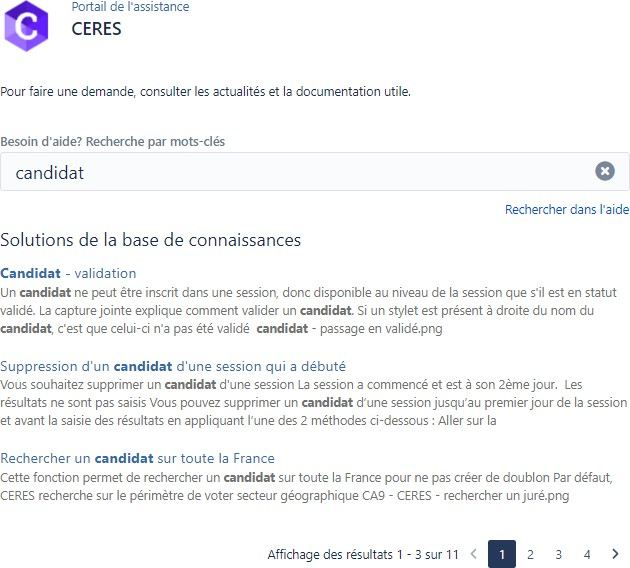 C
Portail de l'assistance
CERES
Pour faire une demande, consulter les actualités et la documentation utile.
Besoin d'aide? Recherche par mots-clés
candidat
Rechercher dans l'aide
Solutions de la base de connaissances
Candidat - validation
Un candidat ne peut être inscrit dans une session, donc disponible au niveau de la session que s'il est en statut
validé. La capture jointe explique comment valider un candidat. Si un stylet est présent à droite du nom du
candidat, c'est que celui-ci n'a pas été validé  candidat - passage en validé.png
Suppression d'un candidat d'une session qui a débuté
Vous souhaitez supprimer un candidat d'une session La session a commencé et est à son 2ème jour.  Les
résultats ne sont pas saisis Vous pouvez supprimer un candidat d'une session jusqu'au premier jour de la session
et avant la saisie des résultats en appliquant l'une des 2 méthodes ci-dessous : Aller sur la
Rechercher un candidat sur toute la France
Cette fonction permet de rechercher un candidat sur toute la France pour ne pas créer de doublon Par défaut,
CERES recherche sur le périmètre de voter secteur géographique CA9 - CERES - rechercher un juré.png
Affichage des résultats 1 - 3 sur 11 < 1 2 3 4 >